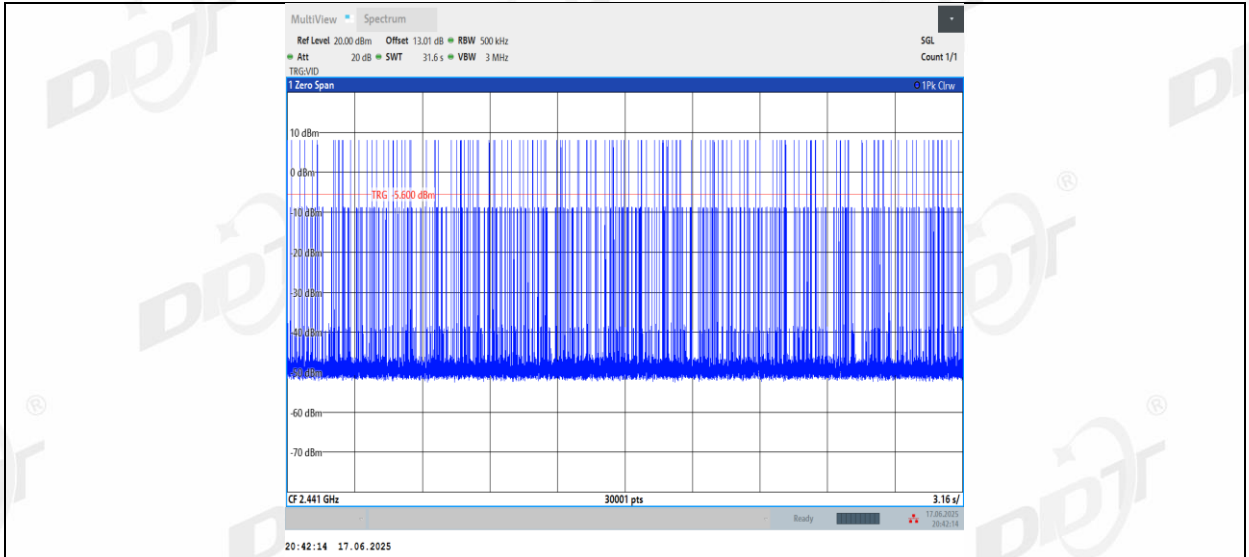 MultiView Spectrum
Ref Level 20.00 dBm Offset 13.01 dB RBW 500 kHz SGL
Att 20 dB SWT 31.6 s VBW 3 MHz Count 1/1
TRG:VID
1 Zero Span 1Pk Clrw
10 dBm
0 dBm
TRG -5.600 dBm
-10 dBm
-20 dBm
-30 dBm
-40 dBm
-50 dBm
-60 dBm
-70 dBm
CF 2.441 GHz 30001 pts 3.16 s/
Ready 17.06.2025
20:42:14
20:42:14 17.06.2025
DDT
®